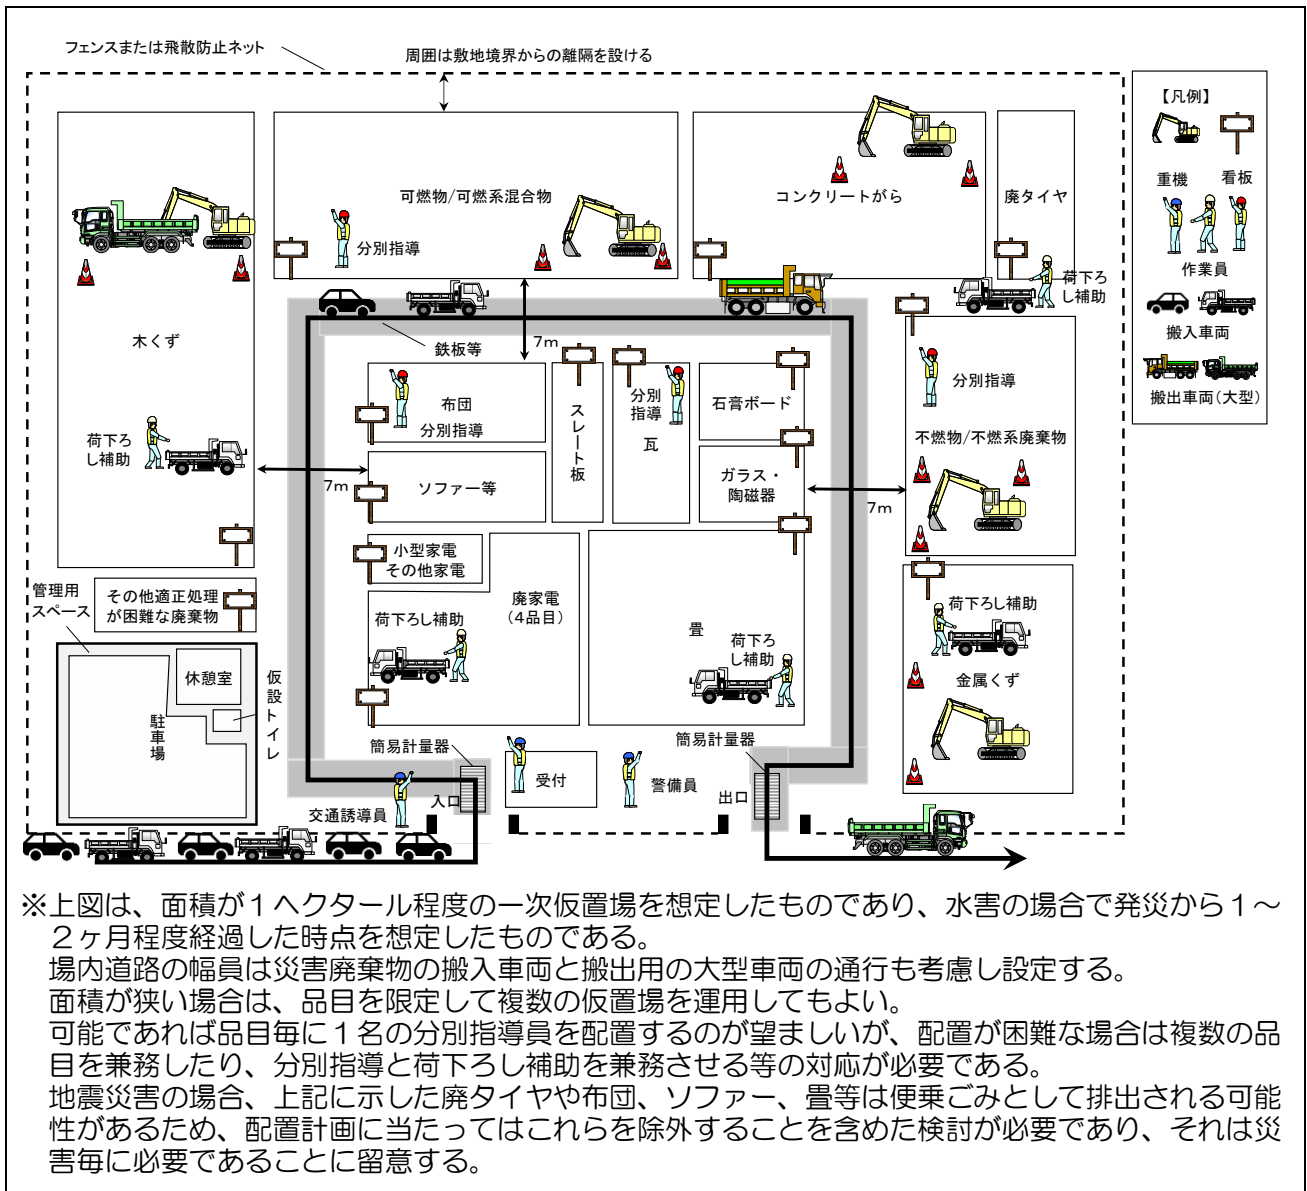 フェンスまたは飛散防止ネット
周囲は敷地境界からの離隔を設ける
【凡例】
重機
看板
作業員
搬入車両
搬出車両(大型)
可燃物/可燃系混合物
分別指導
コンクリートがら
廃タイヤ
荷下ろ
し補助
木くず
鉄板等
7m
布団
分別指導
スレート板
分別
指導
瓦
石膏ボード
分別指導
不燃物/不燃系廃棄物
荷下ろ
し補助
7m
ソファー等
ガラス・
陶磁器
7m
小型家電
その他家電
廃家電
(4品目)
荷下ろし補助
畳
荷下ろ
し補助
荷下ろし補助
金属くず
管理用
スペース
その他適正処理
が困難な廃棄物
休憩室
仮設トイレ
駐車場
簡易計量器
簡易計量器
受付
警備員
入口
出口
交通誘導員
※上図は、面積が1ヘクタール程度の一次仮置場を想定したものであり、水害の場合で発災から1～
2ヶ月程度経過した時点を想定したものである。
場内道路の幅員は災害廃棄物の搬入車両と搬出用の大型車両の通行も考慮し設定する。
面積が狭い場合は、品目を限定して複数の仮置場を運用してもよい。
可能であれば品目毎に1名の分別指導員を配置するのが望ましいが、配置が困難な場合は複数の品
目を兼務したり、分別指導と荷下ろし補助を兼務させる等の対応が必要である。
地震災害の場合、上記に示した廃タイヤや布団、ソファー、畳等は便乗ごみとして排出される可能
性があるため、配置計画に当たってはこれらを除外することを含めた検討が必要であり、それは災
害毎に必要であることに留意する。